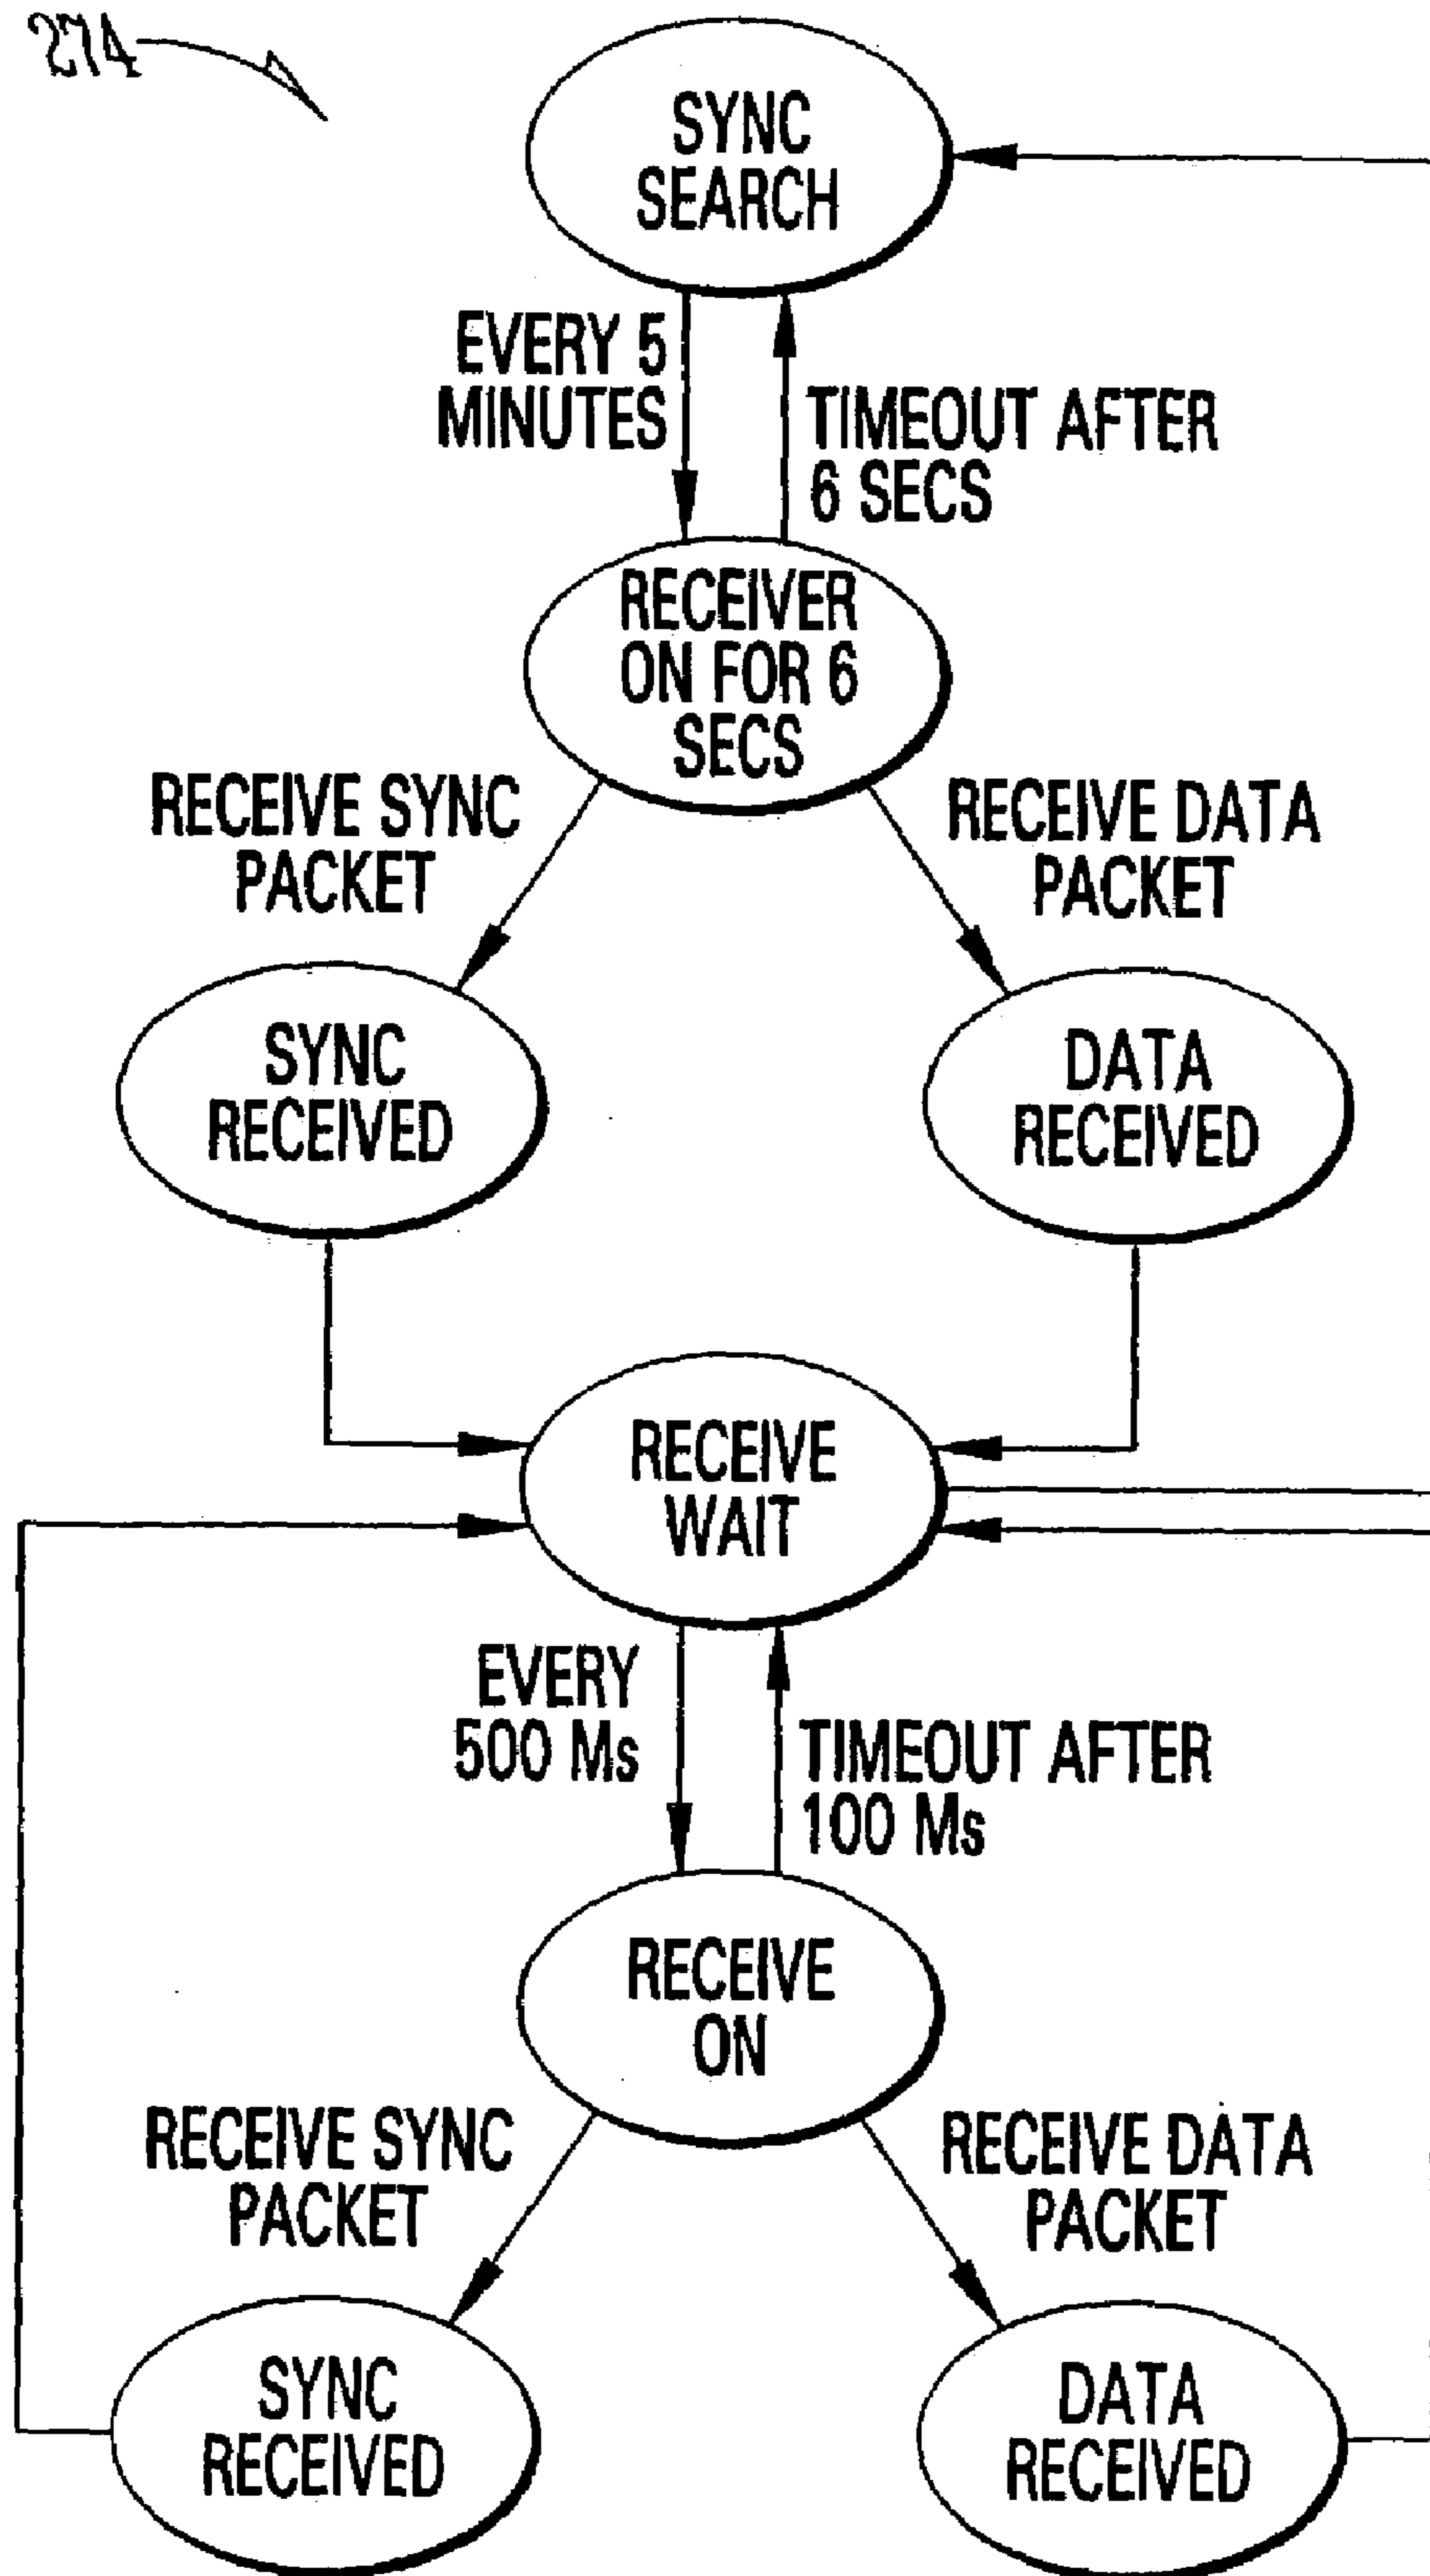 274
SYNC
SEARCH
EVERY 5
MINUTES
TIMEOUT AFTER
6 SECS
RECEIVER
ON FOR 6
SECS
RECEIVE SYNC
PACKET
RECEIVE DATA
PACKET
SYNC
RECEIVED
DATA
RECEIVED
RECEIVE
WAIT
EVERY
500 Ms
TIMEOUT AFTER
100 Ms
RECEIVE
ON
RECEIVE SYNC
PACKET
RECEIVE DATA
PACKET
SYNC
RECEIVED
DATA
RECEIVED